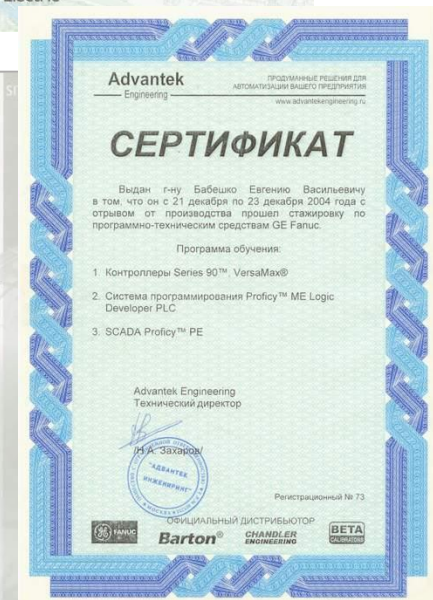 Advantek
Engineering
ПРОДУМАННЫЕ РЕШЕНИЯ ДЛЯ
АВТОМАТИЗАЦИИ ВАШЕГО ПРЕДПРИЯТИЯ
www.advantekengineering.ru
СЕРТИФИКАТ
Выдан г-ну Бабешко Евгению Васильевичу
в том, что он с 21 декабря по 23 декабря 2004 года с
отрывом от производства прошел стажировку по
программно-техническим средствам GE Fanuc.
Программа обучения:
1. Контроллеры Series 90™, VersaMax®
2. Система программирования Proficy™ ME Logic
Developer PLC
3. SCADA Proficy™ PE
Advantek Engineering
Технический директор
/Н.А. Захаров/
"АДВАНТЕК
ИНЖИНИРИНГ"
Регистрационный № 73
ОФИЦИАЛЬНЫЙ ДИСТРИБЬЮТОР
FANUC
Barton®
CHANDLER
ENGINEERING
BETA
CALIBRATORS